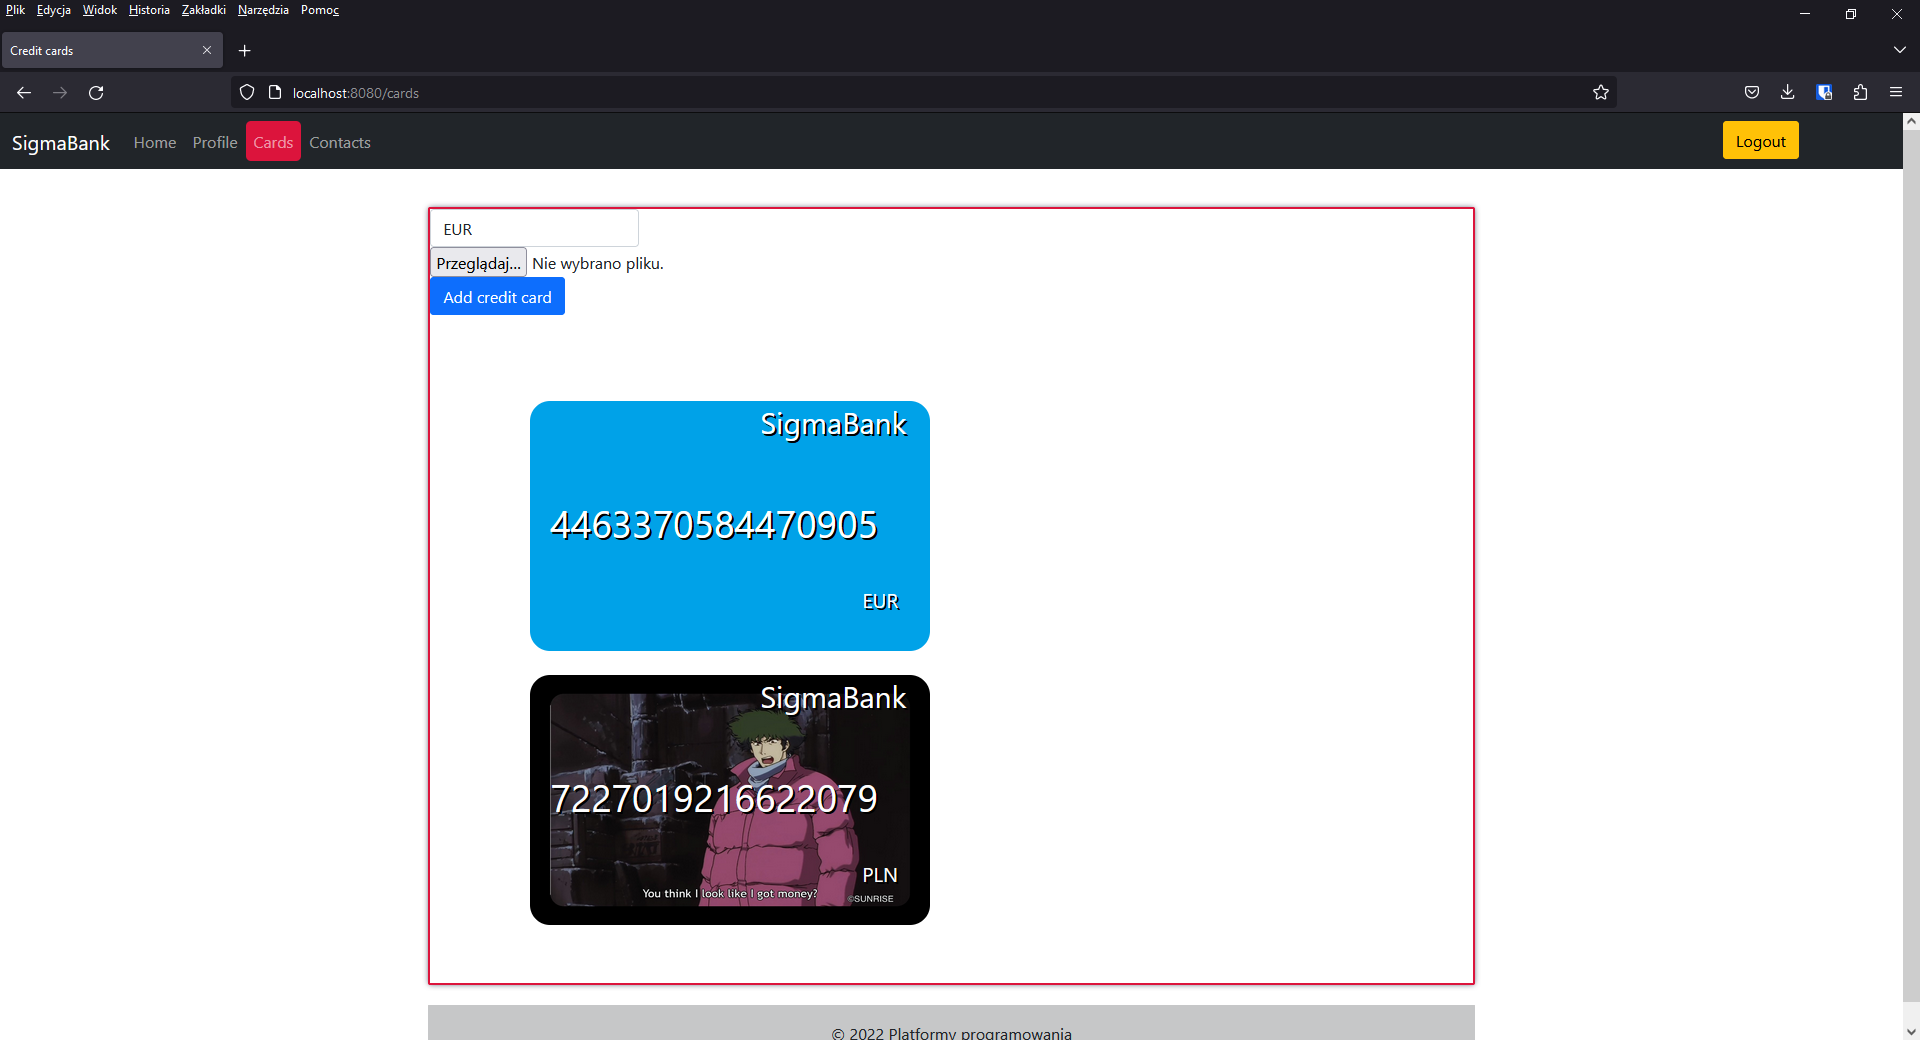 Plik Edycja Widok Historia Zakładki Narzędzia Pomoc
Credit cards
localhost:8080/cards
SigmaBank Home Profile Cards Contacts Logout
EUR
Przeglądaj... Nie wybrano pliku.
Add credit card
SigmaBank
4463370584470905
EUR
SigmaBank
7227019216622079
PLN
You think I look like I got money?
©SUNRISE
© 2022 Platformy programowania